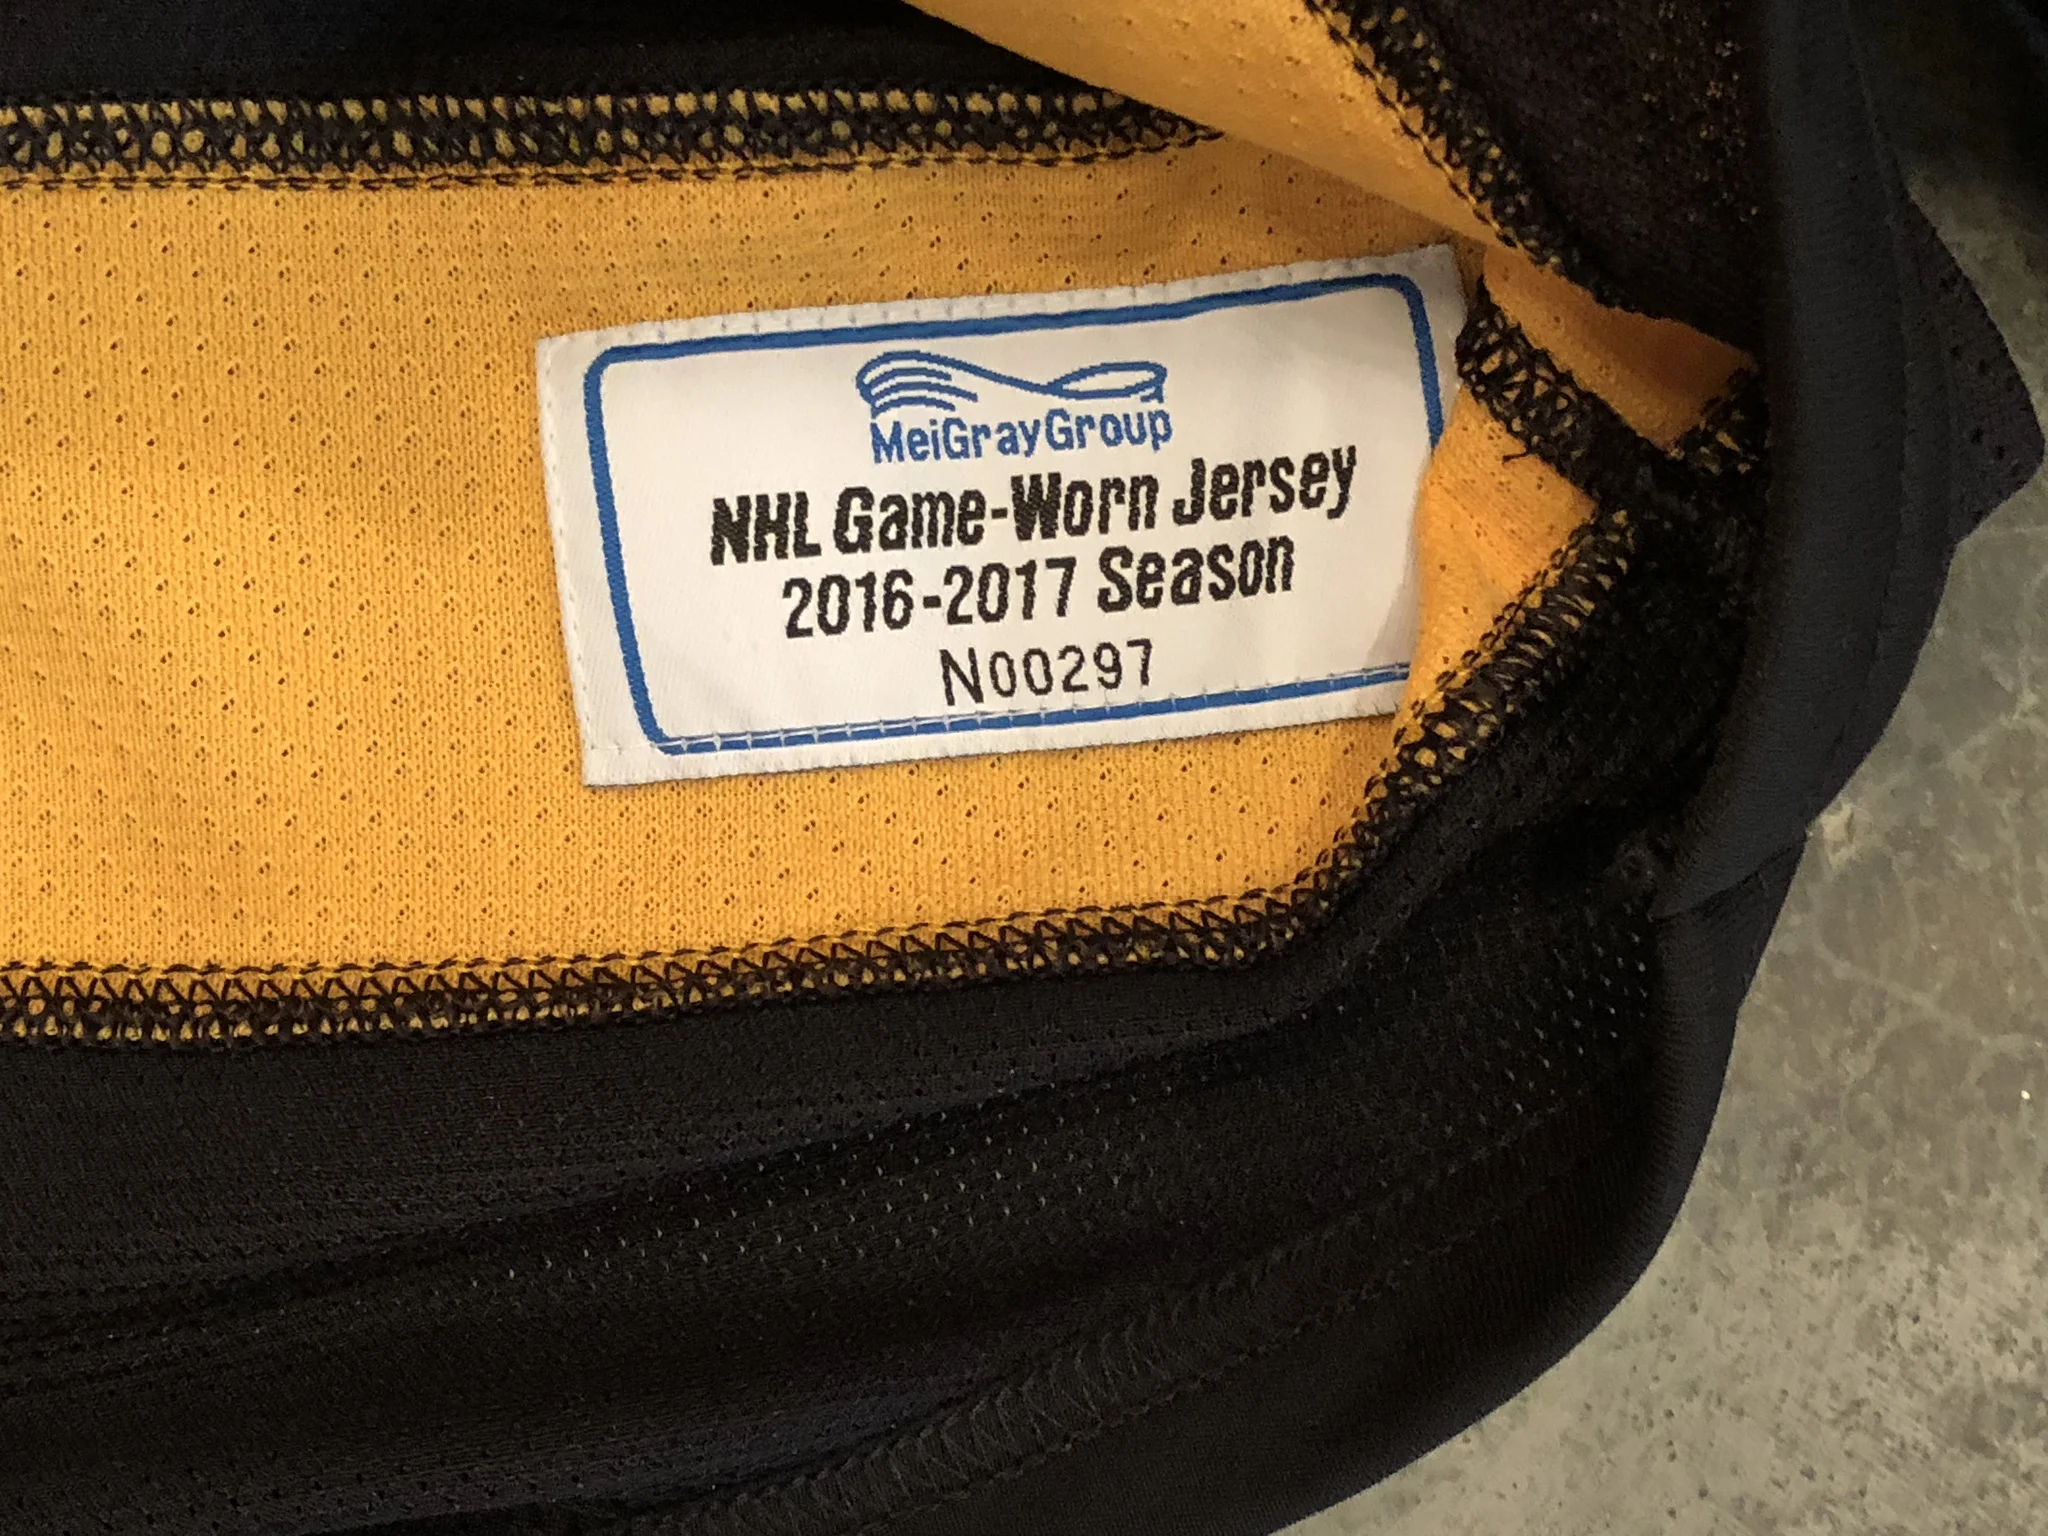 MeiGrayGroup
NHL Game-Worn Jersey
2016-2017 Season
N00297